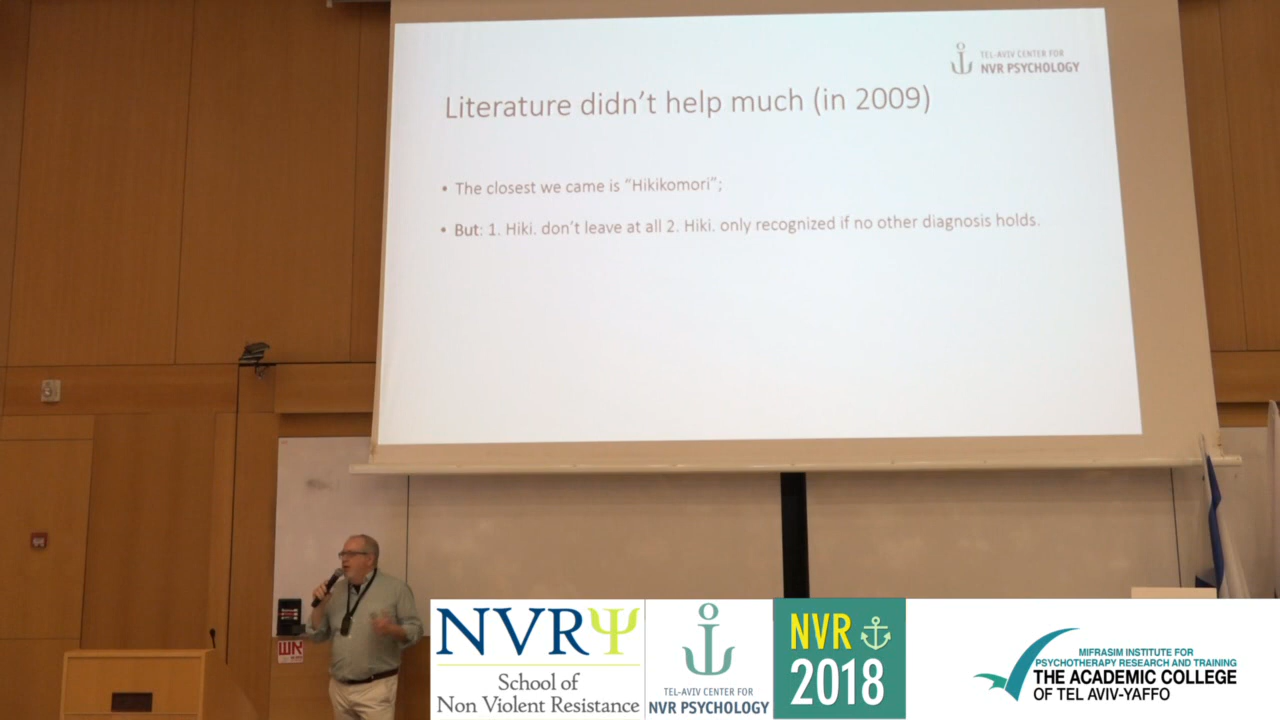 TEL-AVIV CENTER FOR
NVR PSYCHOLOGY
Literature didn't help much (in 2009)
• The closest we came is “Hikikomori”;
• But: 1. Hiki. don't leave at all 2. Hiki. only recognized if no other diagnosis holds.
אש
NVRΨ
School of
Non Violent Resistance
TEL-AVIV CENTER FOR
NVR PSYCHOLOGY
NVR
2018
MIFRASIM INSTITUTE FOR
PSYCHOTHERAPY RESEARCH AND TRAINING
THE ACADEMIC COLLEGE
OF TEL AVIV-YAFFO